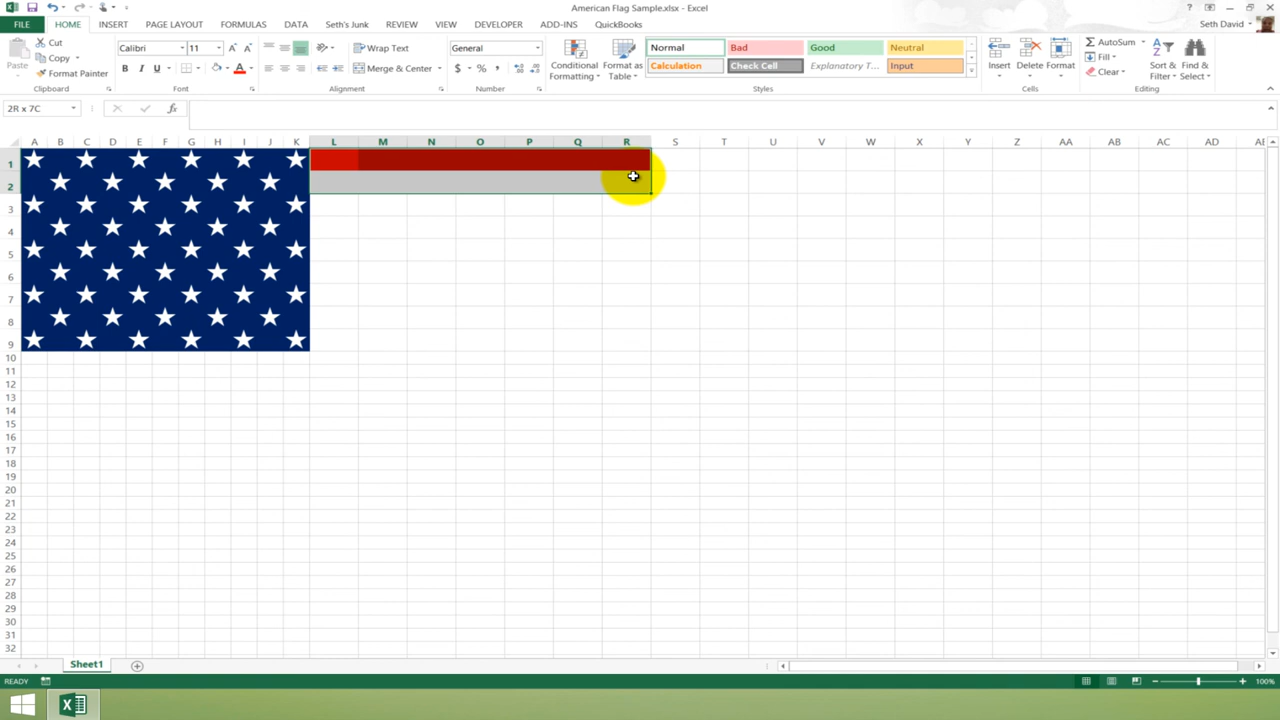 American Flag Sample.xlsx - Excel
FILE HOME INSERT PAGE LAYOUT FORMULAS DATA Seth's Junk REVIEW VIEW DEVELOPER ADD-INS QuickBooks Seth David
Cut
Copy
Format Painter
Paste
Clipboard
Calibri 11
B I U
Font
Wrap Text
Merge & Center
Alignment
General
$ % ,
Number
Conditional Formatting
Format as Table
Normal Bad Good Neutral
Calculation Check Cell Explanatory T... Input
Styles
Insert Delete Format
Cells
AutoSum
Fill
Clear
Sort & Filter
Find & Select
Editing
2R x 7C
A B C D E F G H I J K L M N O P Q R S T U V W X Y Z AA AB AC AD AE
1
2
3
4
5
6
7
8
9
10
11
12
13
14
15
16
17
18
19
20
21
22
23
24
25
26
27
28
29
30
31
32
Sheet1
READY
100%